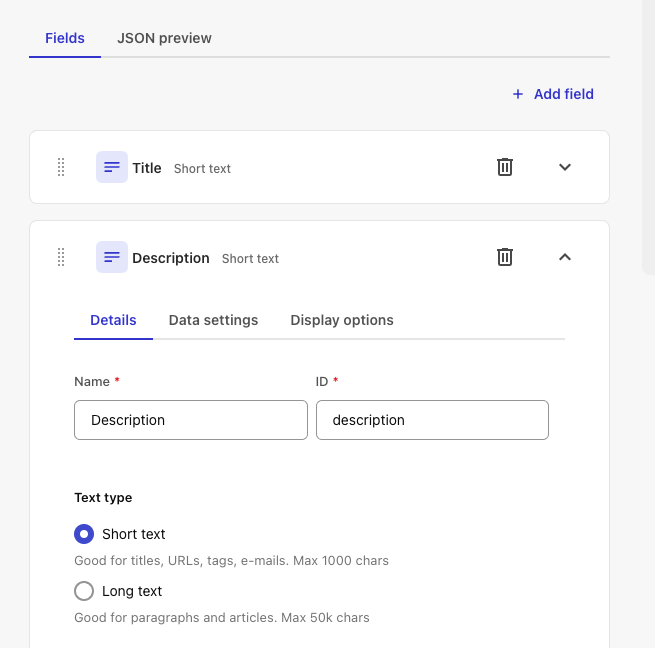 Fields JSON preview
+ Add field
Title Short text
Description Short text
Details Data settings Display options
Name * ID *
Description description
Text type
Short text
Good for titles, URLs, tags, e-mails. Max 1000 chars
Long text
Good for paragraphs and articles. Max 50k chars